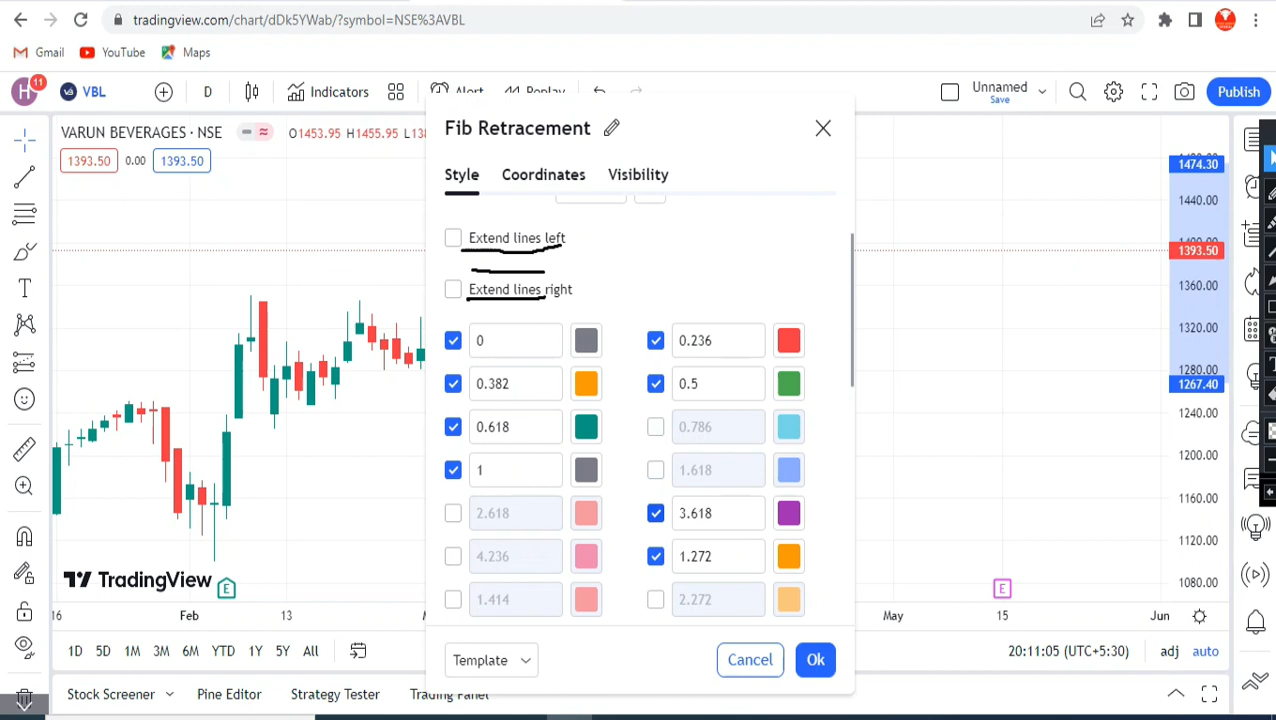 tradingview.com/chart/dDk5YWab/?symbol=NSE%3AVBL
Gmail YouTube Maps
H 11 VBL D Indicators Alert Replay Unnamed Save Publish
VARUN BEVERAGES · NSE O1453.95 H1455.95
1393.50 0.00 1393.50
Fib Retracement
Style Coordinates Visibility
Extend lines left
Extend lines right
0 0.236
0.382 0.5
0.618 0.786
1 1.618
2.618 3.618
4.236 1.272
1.414 2.272
Template Cancel Ok
1474.30
1440.00
1393.50
1360.00
1320.00
1280.00
1267.40
1240.00
1200.00
1160.00
1120.00
1080.00
TradingView
E E
16 Feb 13 May 15 Jun
1D 5D 1M 3M 6M YTD 1Y 5Y All 20:11:05 (UTC+5:30) adj auto
Stock Screener Pine Editor Strategy Tester Trading Panel